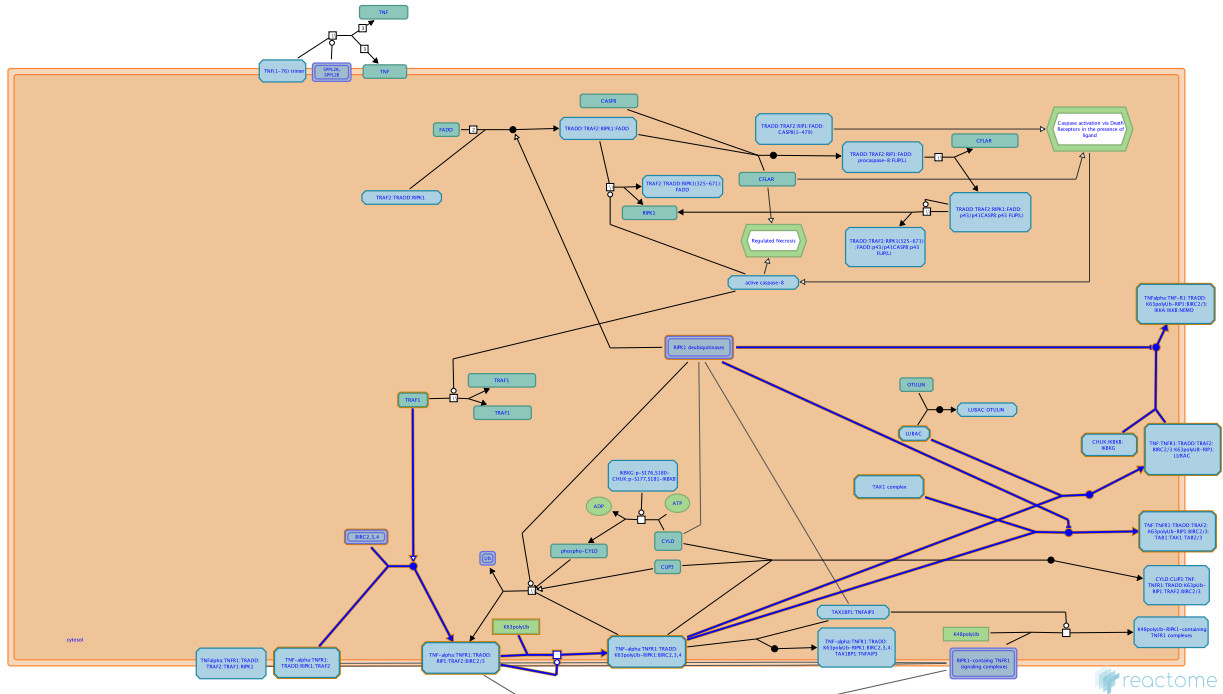 TNF
TNF(1-76) trimer
SPPL2A,
SPPL2B
TNF
CASP8
FADD
TRADD:TRAF2:RIPK1:FADD
TRADD:TRAF2:RIP1:FADD:
CASP8(1-479)
Caspase activation via Death
Receptors in the presence of
ligand
CFLAR
TRADD:TRAF2:RIP1:FADD:
procaspase-8:FLIP(L)
TRAF2:TRADD:RIPK1
TRAF2:TRADD:RIPK1(325-671):
FADD
CFLAR
RIPK1
TRADD:TRAF2:RIPK1:FADD:
p43/p41CASP8:p43
FLIP(L)
Regulated Necrosis
TRADD:TRAF2:RIPK1(325-671)
:FADD:p43/p41CASP8:p43
FLIP(L)
active caspase-8
TNFalpha:TNF-R1:TRADD:
K63polyUb-RIP1:BIRC2/3:
IKKA:IKKB:NEMO
RIPK1 deubiquitinases
TRAF1
TRAF1
TRAF1
OTULIN
LUBAC:OTULIN
LUBAC
CHUK:IKBKB:
IKBKG
TNF:TNFR1:TRADD:TRAF2:
BIRC2/3:K63polyUb-RIP1:
LUBAC
IKBKG:p-S176,S180-
CHUK:p-S177,S181-IKBKB
TAK1 complex
ADP
ATP
BIRC2,3,4
CYLD
phospho-CYLD
TNF:TNFR1:TRADD:TRAF2:
K63polyUb-RIP1:BIRC2/3:
TAB1:TAK1:TAB2/3
Ub
CLIP3
CYLD:CLIP3:TNF:
TNFR1:TRADD:K63pUb-
RIP1:TRAF2:BIRC2/3
TAX1BP1:TNFAIP3
K63polyUb
K48polyUb
K48polyUb-RIPK1-containing
TNFR1 complexes
cytosol
TNFalpha:TNFR1:TRADD:
TRAF2:TRAF1:RIPK1
TNF-alpha:TNFR1:
TRADD:RIPK1:TRAF2
TNF-alpha:TNFR1:TRADD:
RIP1:TRAF2:BIRC2/3
TNF-alpha:TNFR1:TRADD:
K63polyUb-RIPK1:BIRC2,3,4
TNF-alpha:TNFR1:TRADD:
K63polyUb-RIPK1:BIRC2,3,4:
TAX1BP1:TNFAIP3
RIPK1-containg TNFR1
signaling complexes
reactome